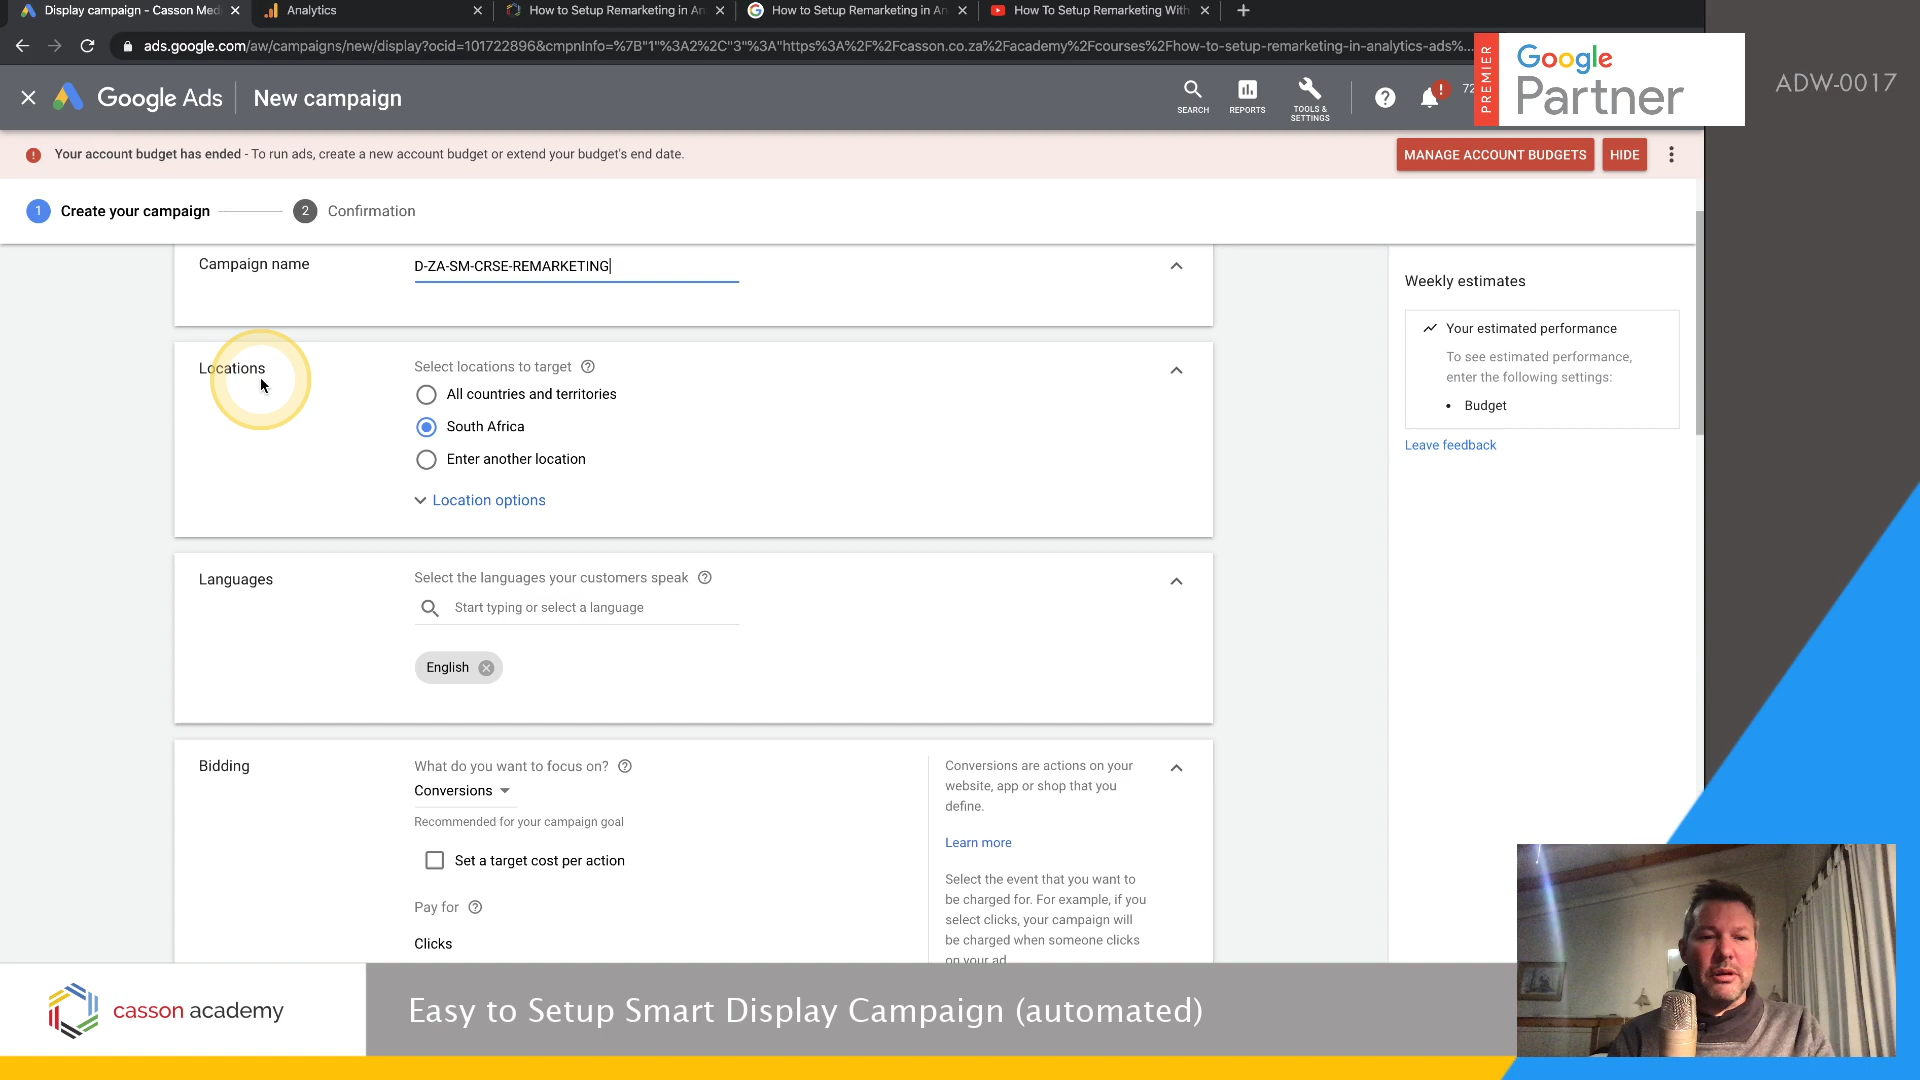 Display campaign - Casson Med
Analytics
How to Setup Remarketing in An
How to Setup Remarketing in An
How To Setup Remarketing With
ads.google.com/aw/campaigns/new/display?ocid=101722896&cmpnInfo=%7B"1"%3A2%2C"3"%3A"https%3A%2F%2Fcasson.co.za%2Facademy%2Fcourses%2Fhow-to-setup-remarketing-in-analytics-ads%...
Google Ads
New campaign
SEARCH
REPORTS
TOOLS &
SETTINGS
!
72
PREMIER
Google
Partner
ADW-0017
Your account budget has ended - To run ads, create a new account budget or extend your budget's end date.
MANAGE ACCOUNT BUDGETS
HIDE
1 Create your campaign
2 Confirmation
Campaign name
D-ZA-SM-CRSE-REMARKETING
Weekly estimates
Your estimated performance
To see estimated performance,
enter the following settings:
• Budget
Leave feedback
Locations
Select locations to target
All countries and territories
South Africa
Enter another location
Location options
Languages
Select the languages your customers speak
Start typing or select a language
English
Bidding
What do you want to focus on?
Conversions
Recommended for your campaign goal
Set a target cost per action
Pay for
Clicks
Conversions are actions on your
website, app or shop that you
define.
Learn more
Select the event that you want to
be charged for. For example, if you
select clicks, your campaign will
be charged when someone clicks
on your ad
casson academy
Easy to Setup Smart Display Campaign (automated)